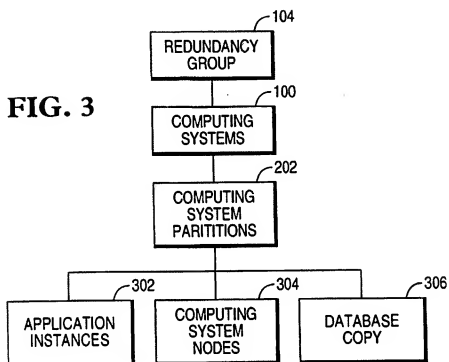 104
REDUNDANCY
GROUP
FIG. 3
100
COMPUTING
SYSTEMS
202
COMPUTING
SYSTEM
PARITITIONS
302
304
306
APPLICATION
INSTANCES
COMPUTING
SYSTEM
NODES
DATABASE
COPY